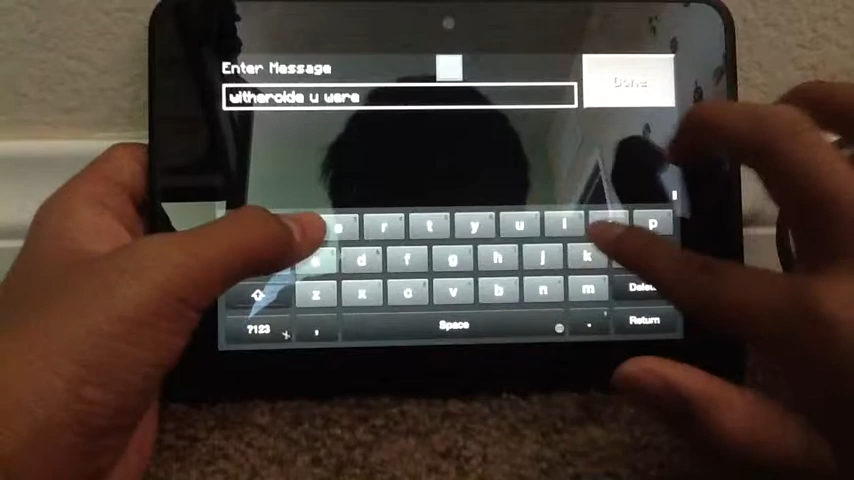 Enter Message
Done
witheroide u were
e r t y u i p
d f g h j k
z x c v b n m Delete
?123 , Space . Return